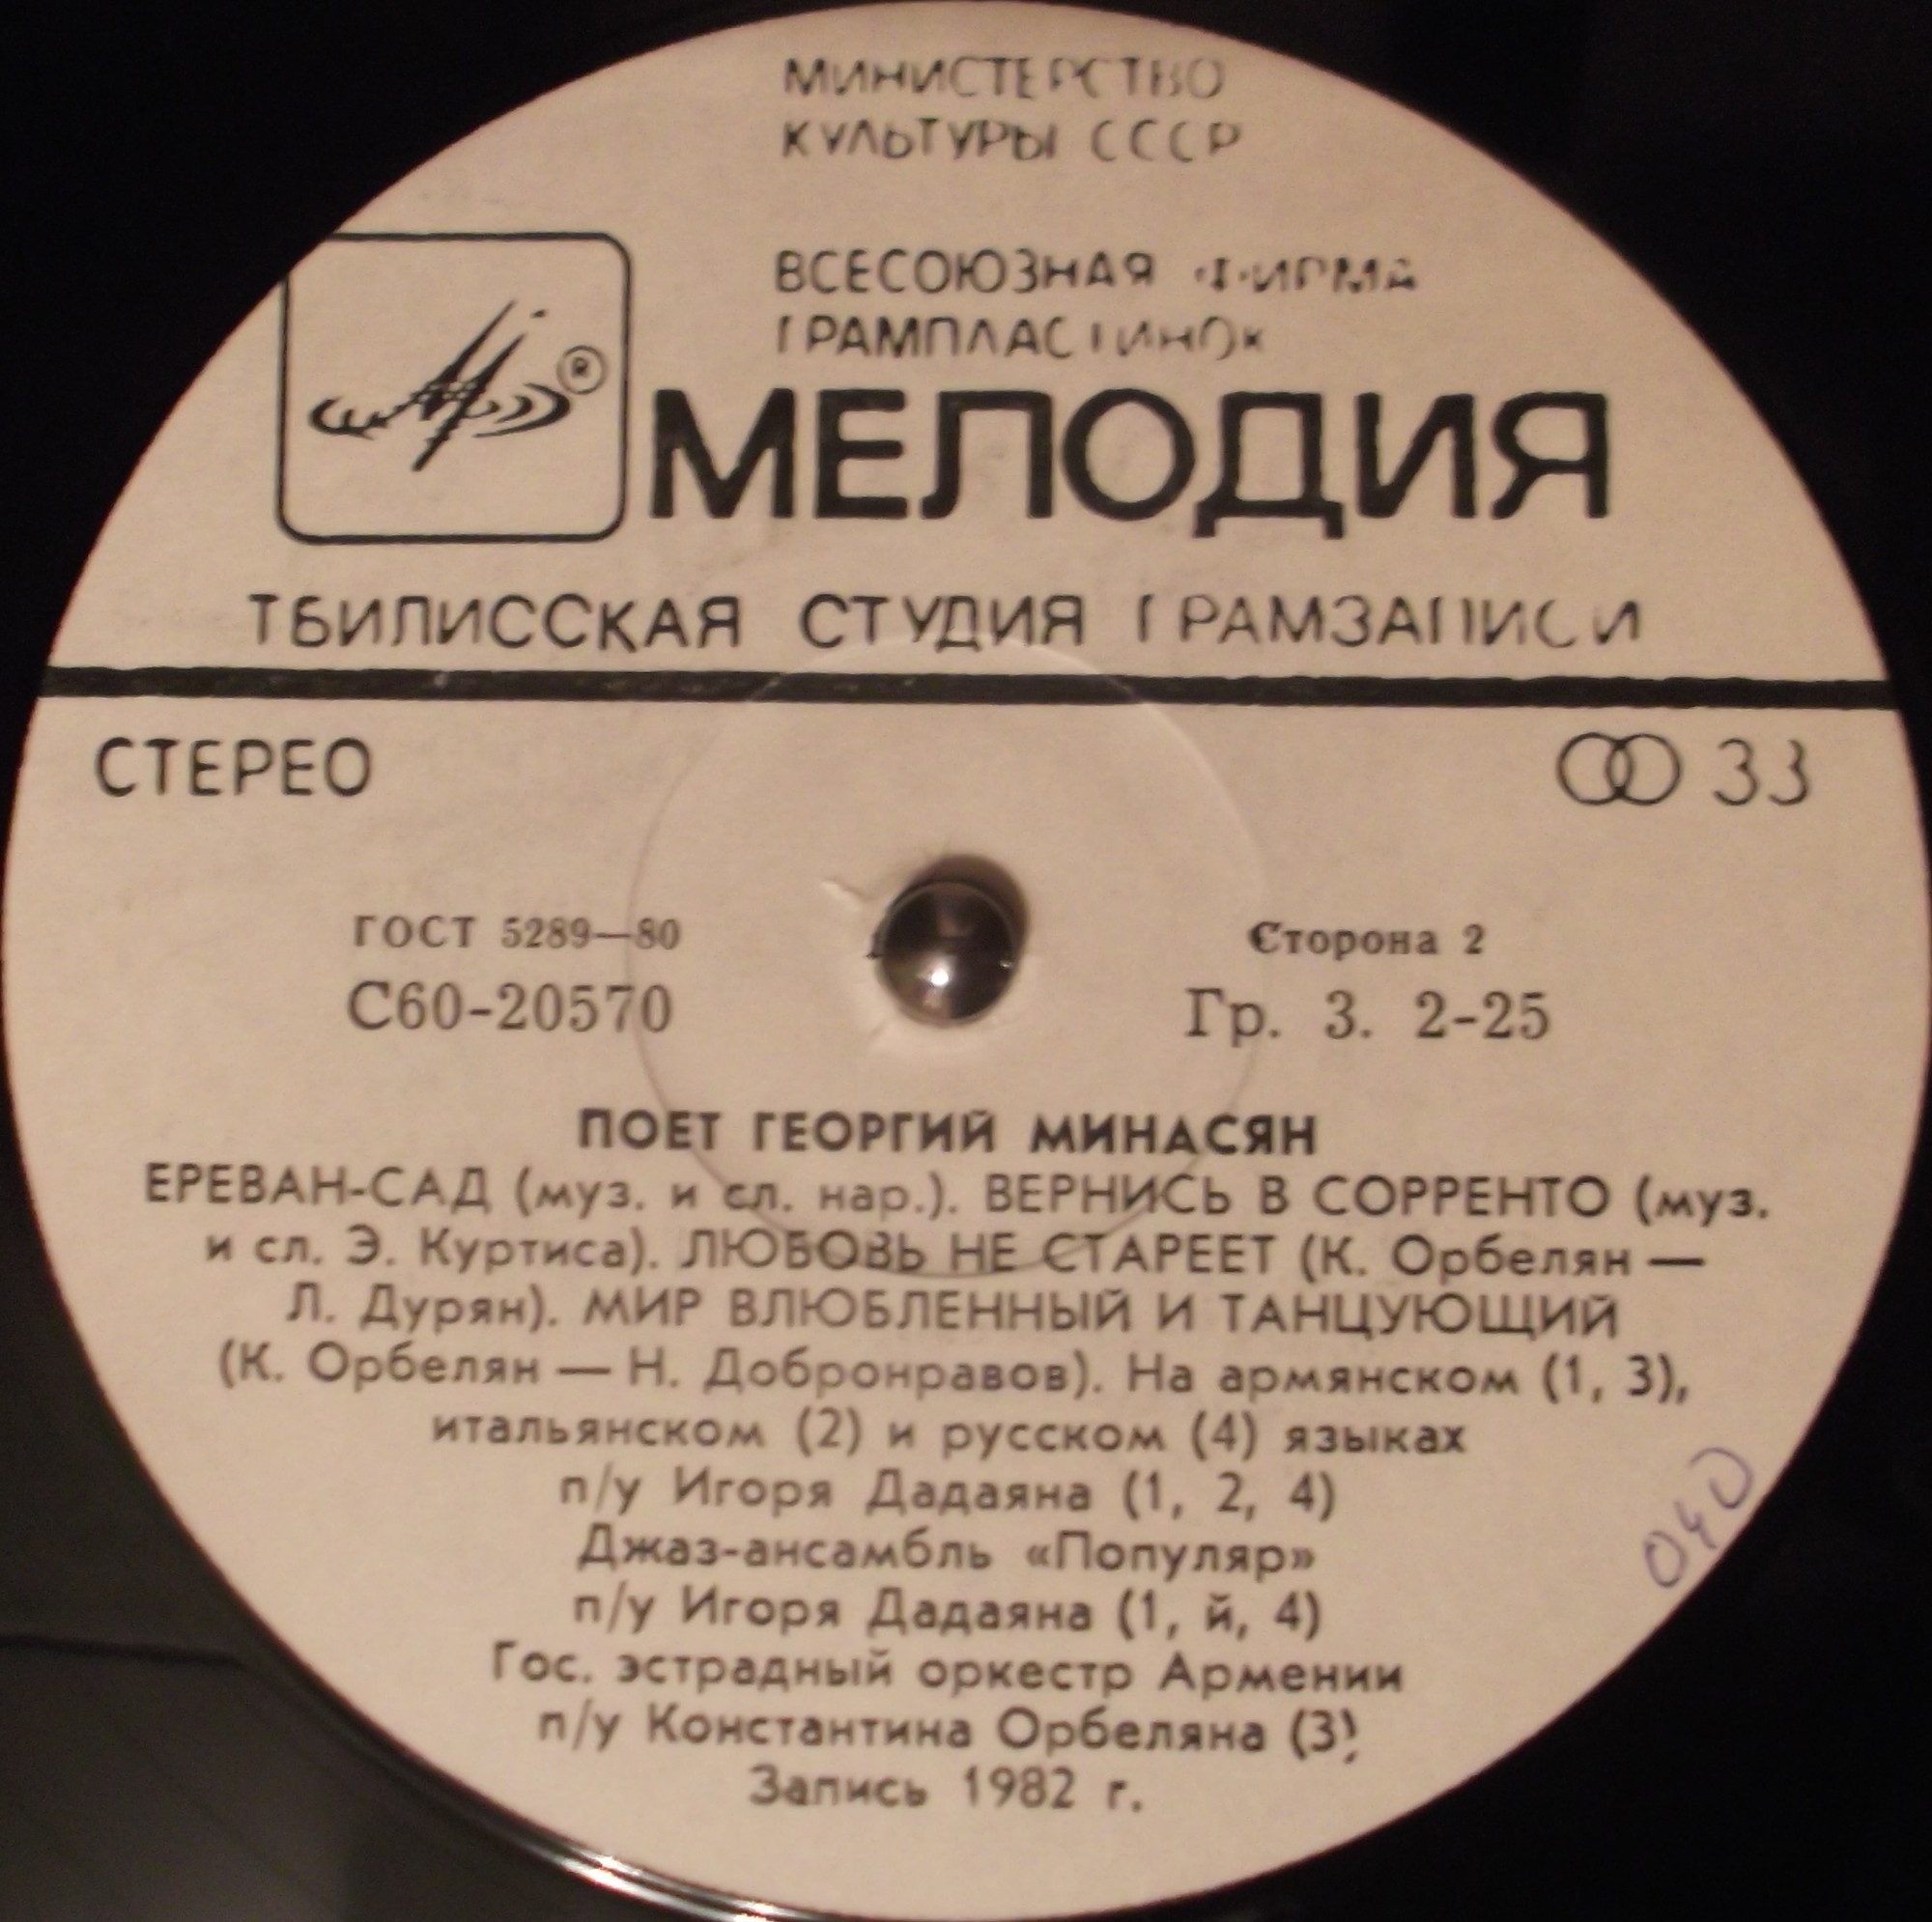 МИНИСТЕРСТВО
КУЛЬТУРЫ СССР
ВСЕСОЮЗНАЯ ФИРМА
ГРАМПЛАСТИНОК
®
МЕЛОДИЯ
ТБИЛИССКАЯ СТУДИЯ ГРАМЗАПИСИ
СТЕРЕО 33
ГОСТ 5289—80 Сторона 2
С60-20570 Гр. 3. 2-25
ПОЕТ ГЕОРГИЙ МИНАСЯН
ЕРЕВАН-САД (муз. и сл. нар.). ВЕРНИСЬ В СОРРЕНТО (муз.
и сл. Э. Куртиса). ЛЮБОВЬ НЕ СТАРЕЕТ (К. Орбелян —
Л. Дурян). МИР ВЛЮБЛЕННЫЙ И ТАНЦУЮЩИЙ
(К. Орбелян — Н. Добронравов). На армянском (1, 3),
итальянском (2) и русском (4) языках
п/у Игоря Дадаяна (1, 2, 4)
Джаз-ансамбль «Популяр»
п/у Игоря Дадаяна (1, й, 4)
Гос. эстрадный оркестр Армении
п/у Константина Орбеляна (3)
Запись 1982 г.
040